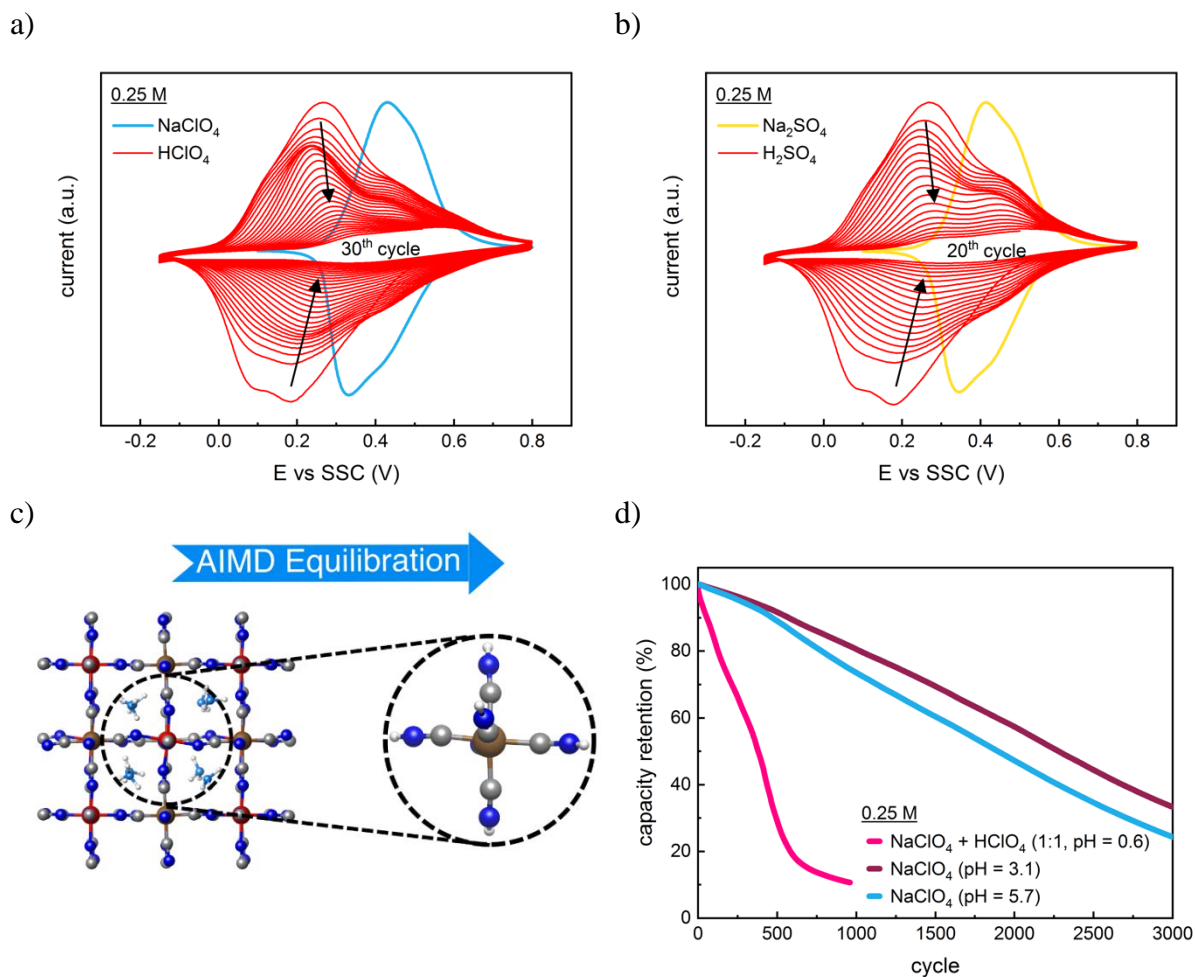 a)
0.25 M
NaClO₄
HClO₄
30ᵗʰ cycle
current (a.u.)
-0.2 0.0 0.2 0.4 0.6 0.8
E vs SSC (V)
b)
0.25 M
Na₂SO₄
H₂SO₄
20ᵗʰ cycle
current (a.u.)
-0.2 0.0 0.2 0.4 0.6 0.8
E vs SSC (V)
c)
AIMD Equilibration
d)
100
80
60
40
20
0
capacity retention (%)
0.25 M
NaClO₄ + HClO₄ (1:1, pH = 0.6)
NaClO₄ (pH = 3.1)
NaClO₄ (pH = 5.7)
0 500 1000 1500 2000 2500 3000
cycle